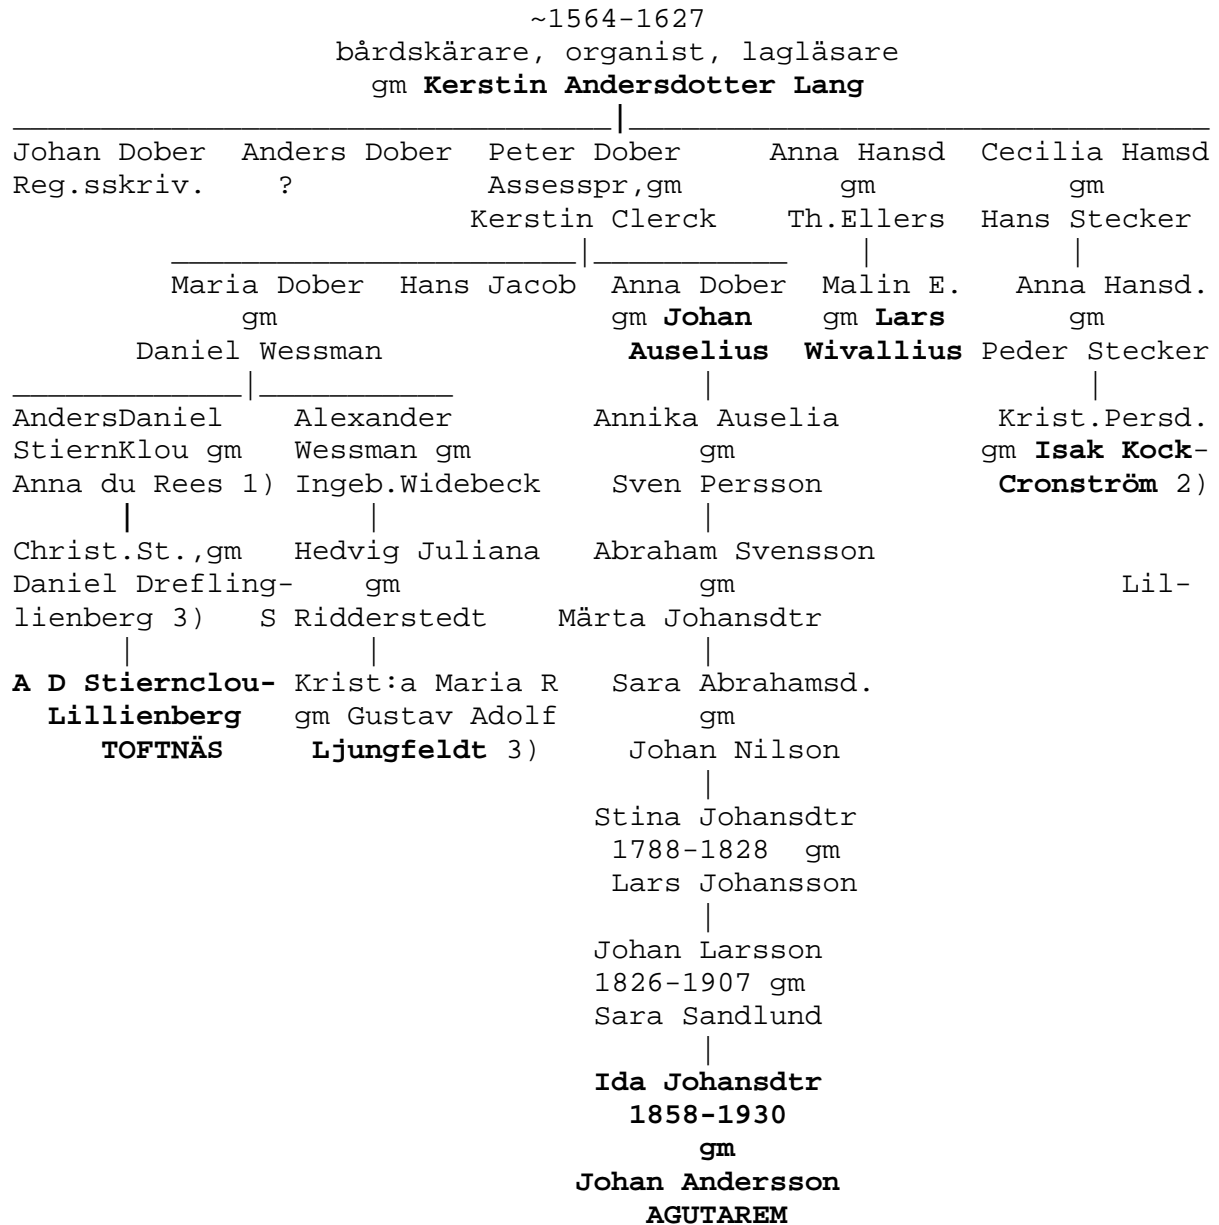 ~1564-1627
bårdskärare, organist, lagläsare
gm Kerstin Andersdotter Lang
Johan Dober Anders Dober Peter Dober Anna Hansd Cecilia Hamsd
Reg.sskriv. ? Assesspr,gm gm gm
Kerstin Clerck Th.Ellers Hans Stecker
Maria Dober Hans Jacob Anna Dober Malin E. Anna Hansd.
gm gm Johan gm Lars gm
Daniel Wessman Auselius Wivallius Peder Stecker
AndersDaniel Alexander Annika Auselia Krist.Persd.
StiernKlou gm Wessman gm gm gm Isak Kock-
Anna du Rees 1) Ingeb.Widebeck Sven Persson Cronström 2)
Christ.St.,gm Hedvig Juliana Abraham Svensson
Daniel Drefling- gm gm Lil-
lienberg 3) S Ridderstedt Märta Johansdtr
A D Stiernclou- Krist:a Maria R Sara Abrahamsd.
Lillienberg gm Gustav Adolf gm
TOFTNÄS Ljungfeldt 3) Johan Nilson
Stina Johansdtr
1788-1828 gm
Lars Johansson
Johan Larsson
1826-1907 gm
Sara Sandlund
Ida Johansdtr
1858-1930
gm
Johan Andersson
AGUTAREM